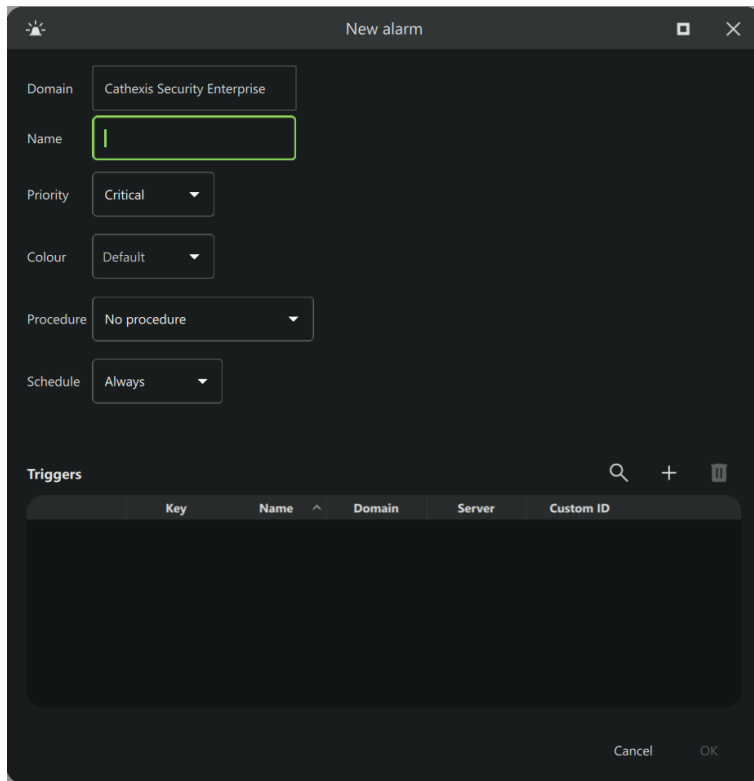 New alarm
Domain Cathexis Security Enterprise
Name
Priority Critical
Colour Default
Procedure No procedure
Schedule Always
Triggers
Key Name Domain Server Custom ID
Cancel OK